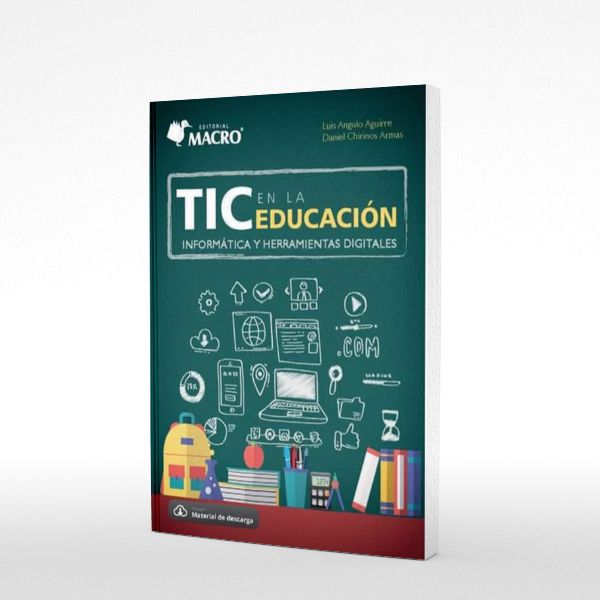 EDITORIAL
MACRO®
Luis Angulo Aguirre
Daniel Chirinos Armas
TIC EN LA
EDUCACIÓN
INFORMÁTICA Y HERRAMIENTAS DIGITALES
.COM
75%
Material de descarga